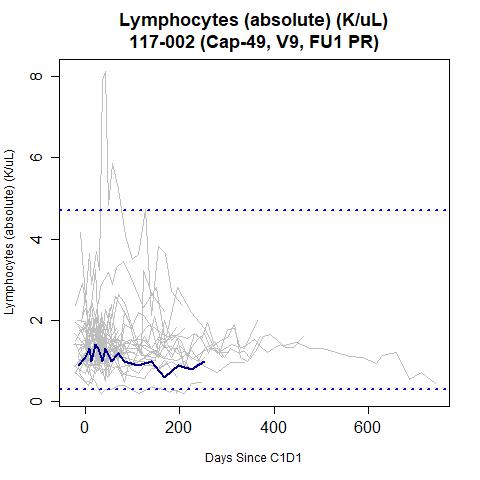 Lymphocytes (absolute) (K/uL)
117-002 (Cap-49, V9, FU1 PR)
Lymphocytes (absolute) (K/uL)
8
6
4
2
0
0 200 400 600
Days Since C1D1